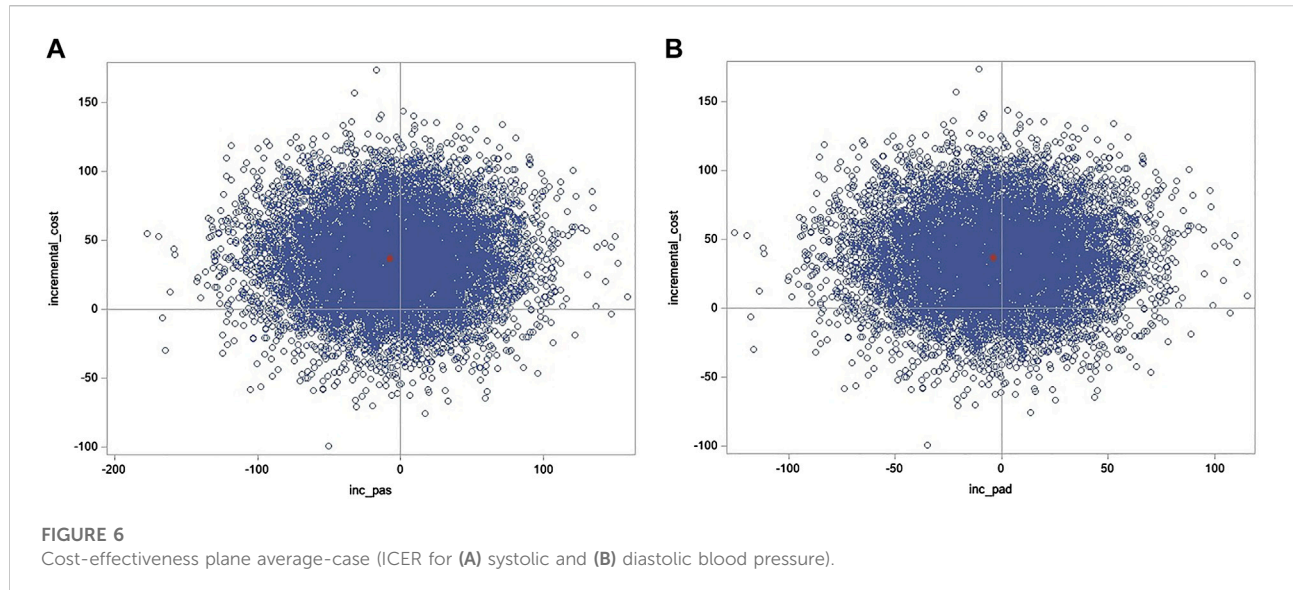 A
B
150
100
50
0
-50
-100
incremental_cost
-200
-100
0
100
inc_pas
150
100
50
0
-50
-100
incremental_cost
-100
-50
0
50
100
inc_pad
FIGURE 6
Cost-effectiveness plane average-case (ICER for (A) systolic and (B) diastolic blood pressure).